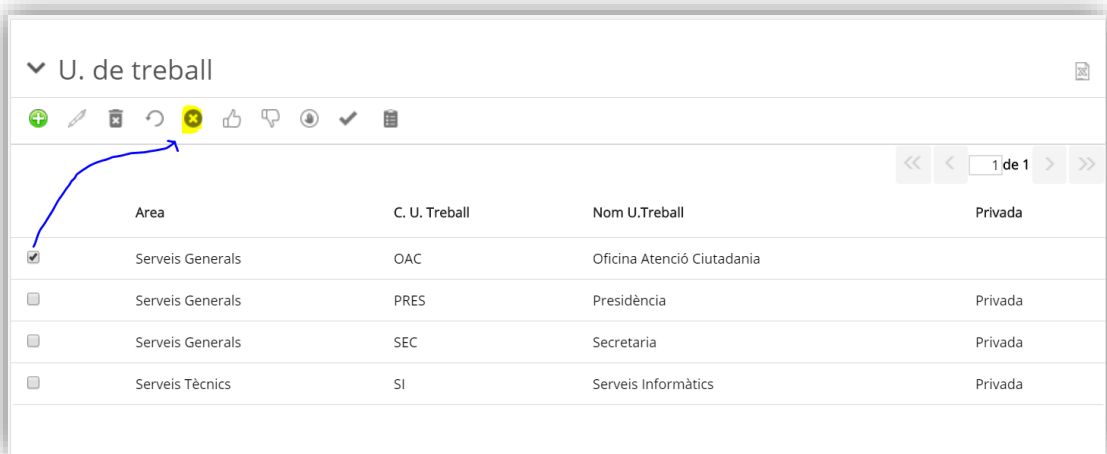 U. de treball
1 de 1
Area C. U. Treball Nom U.Treball Privada
Serveis Generals OAC Oficina Atenció Ciutadania
Serveis Generals PRES Presidència Privada
Serveis Generals SEC Secretaria Privada
Serveis Tècnics SI Serveis Informàtics Privada